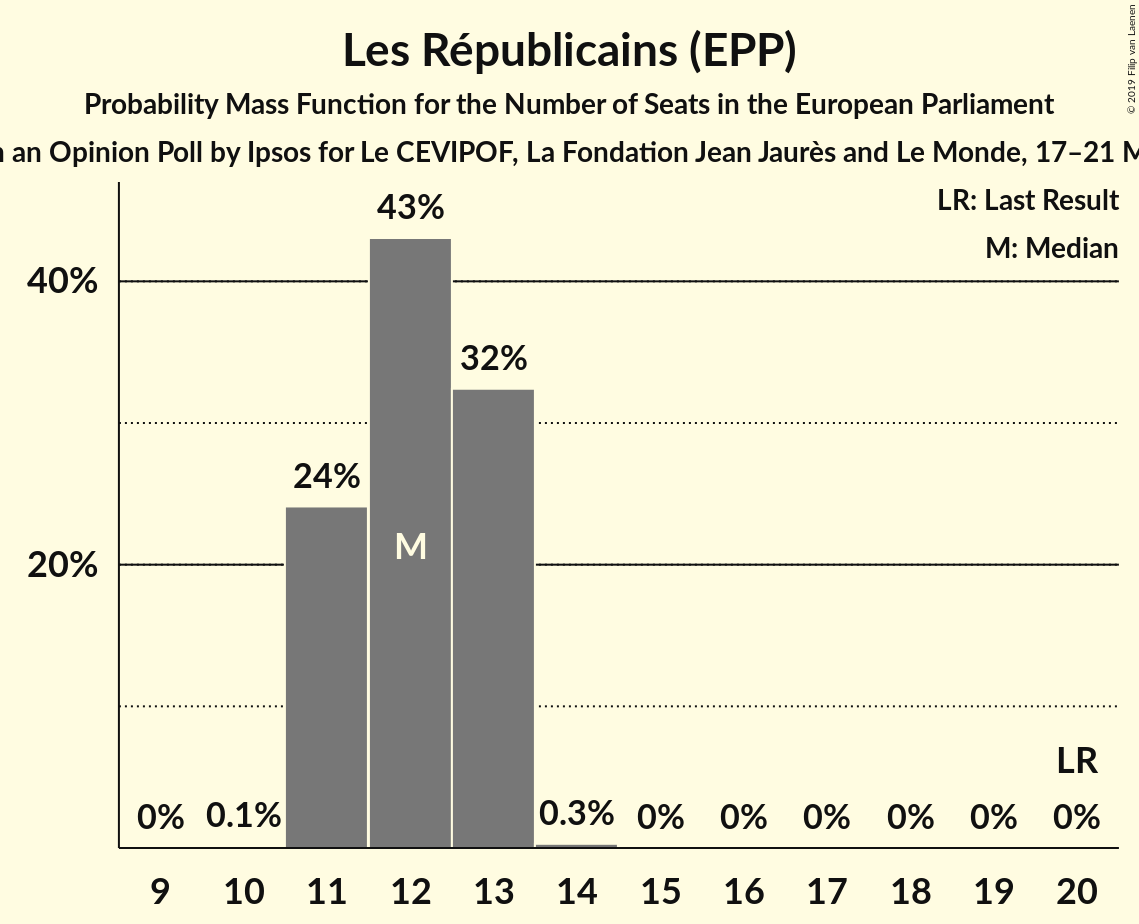 Les Républicains (EPP)
Probability Mass Function for the Number of Seats in the European Parliament
an Opinion Poll by Ipsos for Le CEVIPOF, La Fondation Jean Jaurès and Le Monde, 17–21
© 2019 Filip van Laenen
LR: Last Result
M: Median
43%
40%
32%
24%
M
20%
LR
0% 0.1% 0.3% 0% 0% 0% 0% 0% 0%
9 10 11 12 13 14 15 16 17 18 19 20